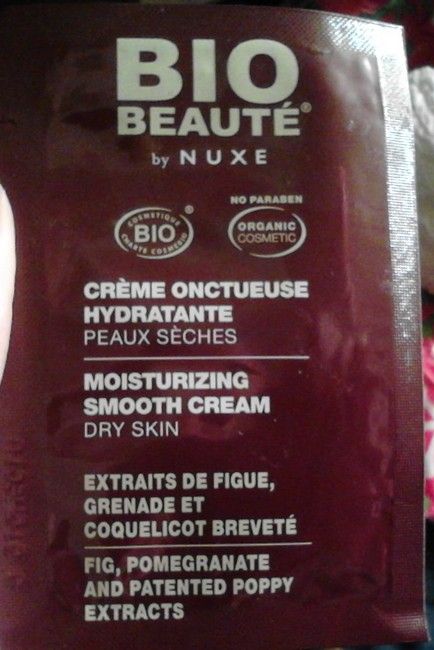 BIO
BEAUTÉ®
by NUXE
COSMETIQUE
BIO ®
CHARTE COSMEBIO
NO PARABEN
ORGANIC
COSMETIC
CRÈME ONCTUEUSE
HYDRATANTE
PEAUX SÈCHES
MOISTURIZING
SMOOTH CREAM
DRY SKIN
EXTRAITS DE FIGUE,
GRENADE ET
COQUELICOT BREVETÉ
FIG, POMEGRANATE
AND PATENTED POPPY
EXTRACTS